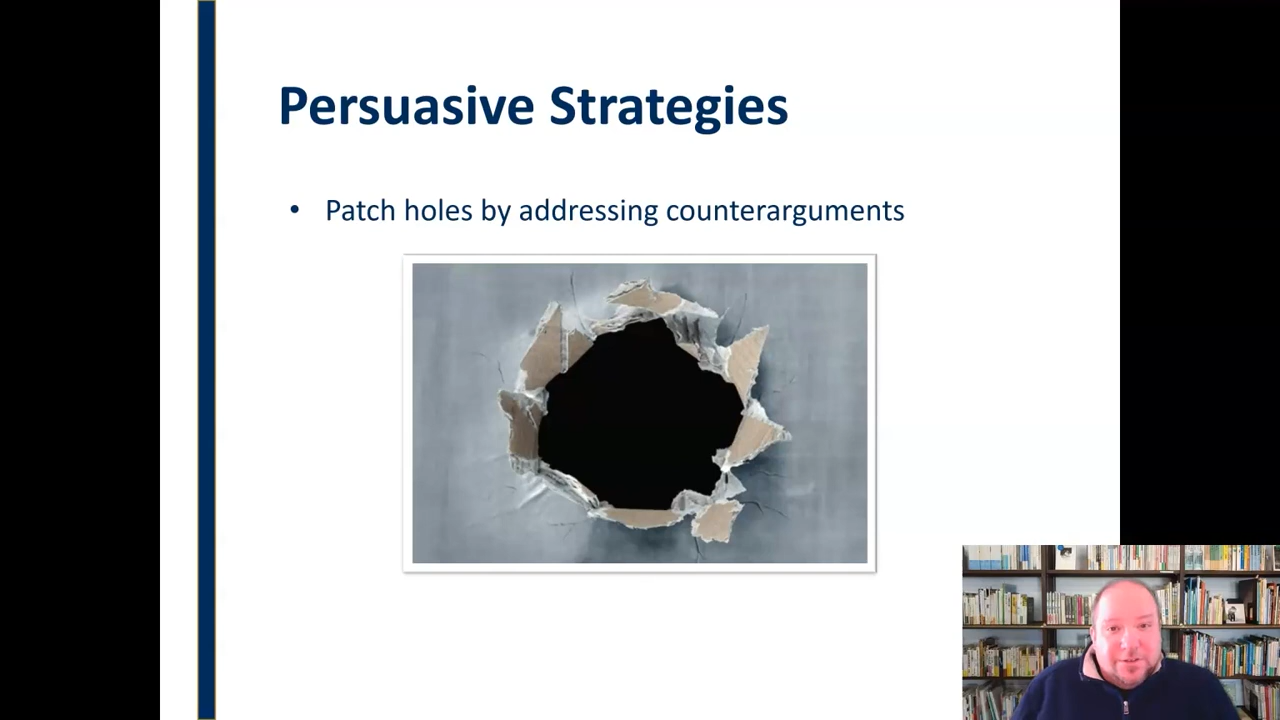 Persuasive Strategies
• Patch holes by addressing counterarguments